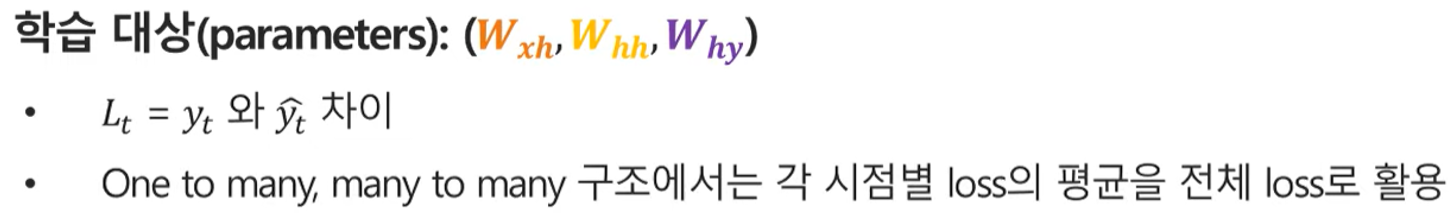 학습 대상(parameters): (W_xh, W_hh, W_hy)
• L_t = y_t 와 ŷ_t 차이
• One to many, many to many 구조에서는 각 시점별 loss의 평균을 전체 loss로 활용